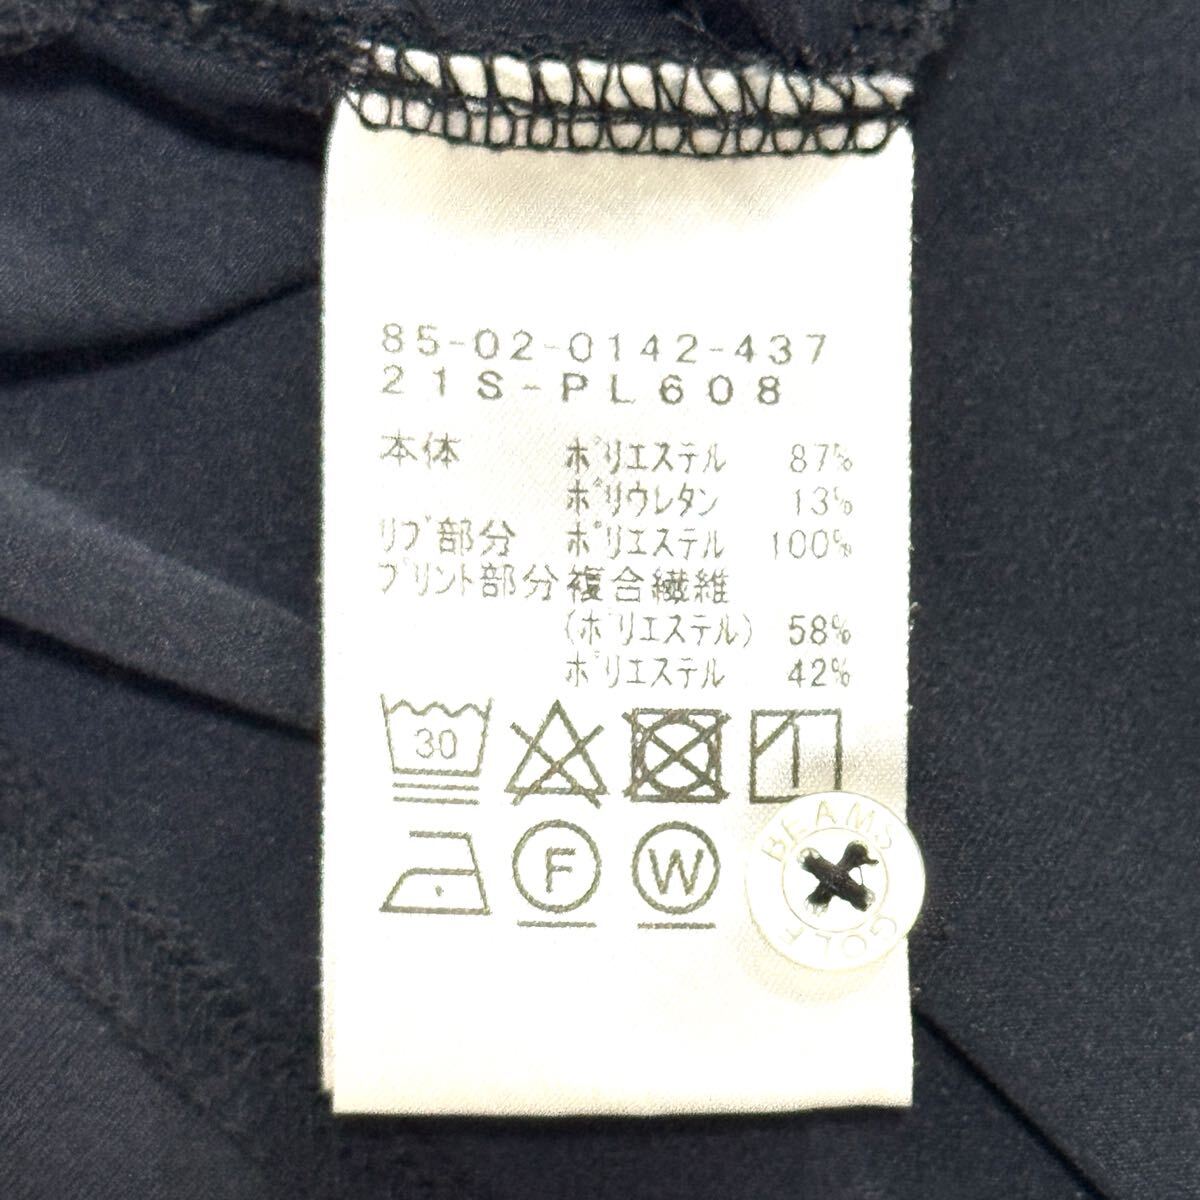 85-02-0142-437
21S-PL608
本体 ポリエステル 87%
ポリウレタン 13%
リブ部分 ポリエステル 100%
プリント部分 複合繊維
(ポリエステル) 58%
ポリエステル 42%
30
F W
BEAMS GOLF